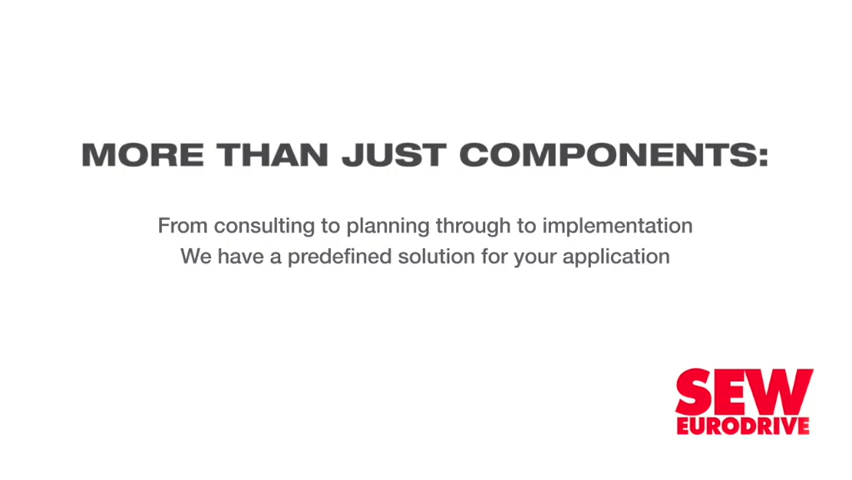 MORE THAN JUST COMPONENTS:
From consulting to planning through to implementation
We have a predefined solution for your application
SEW
EURODRIVE